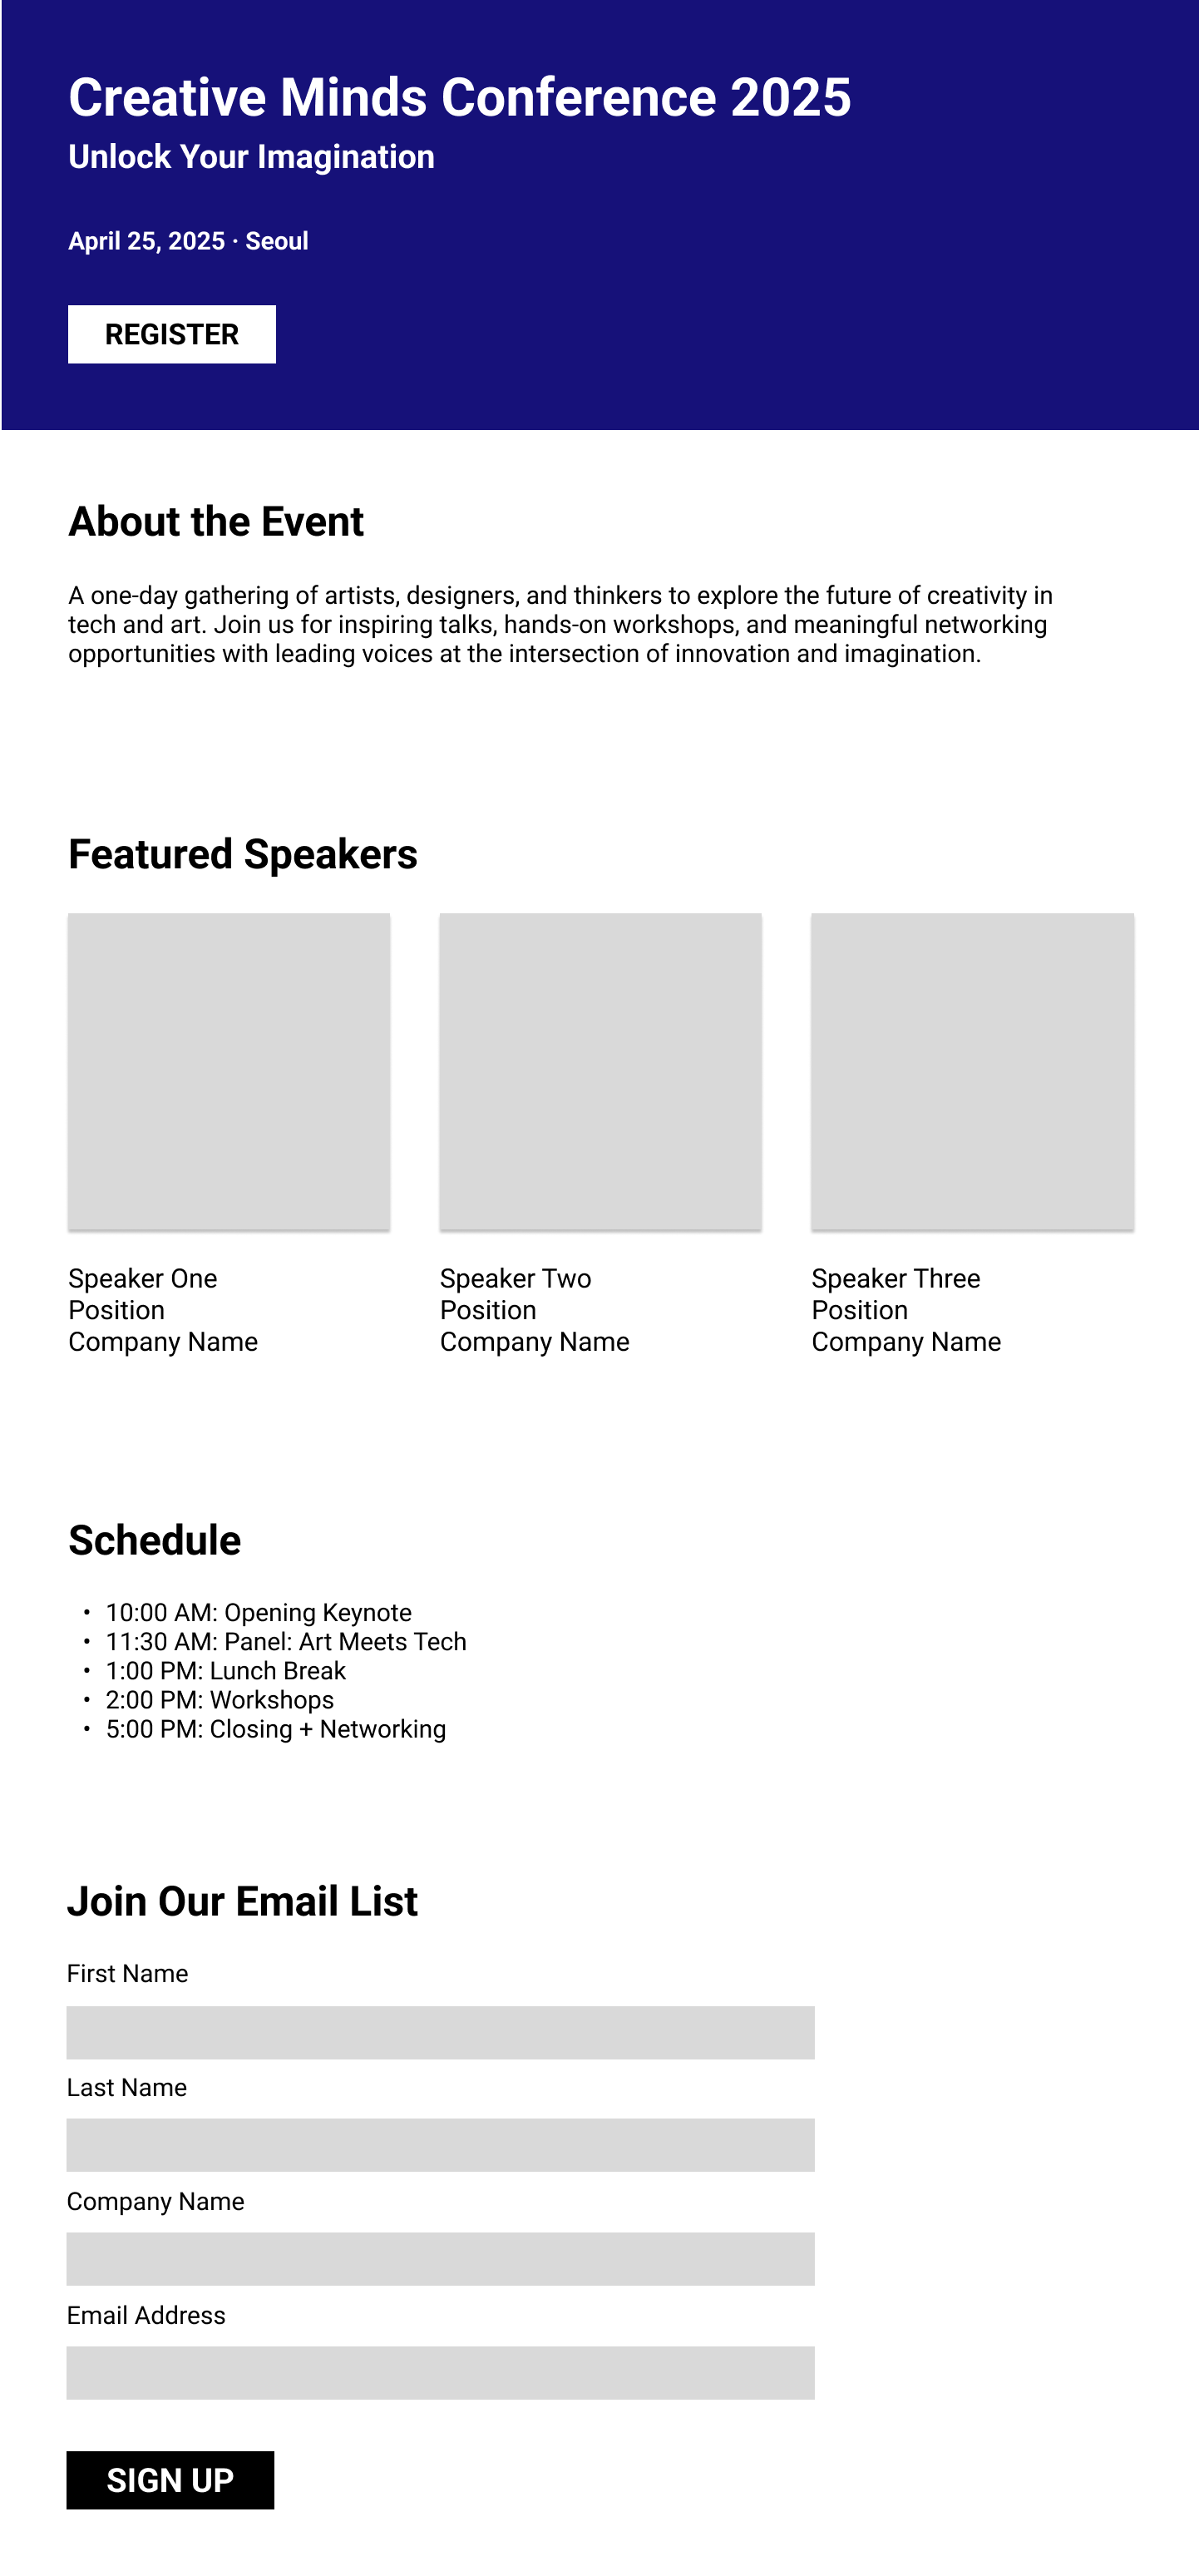 Creative Minds Conference 2025
Unlock Your Imagination
April 25, 2025 · Seoul
REGISTER
About the Event
A one-day gathering of artists, designers, and thinkers to explore the future of creativity in
tech and art. Join us for inspiring talks, hands-on workshops, and meaningful networking
opportunities with leading voices at the intersection of innovation and imagination.
Featured Speakers
Speaker One
Position
Company Name
Speaker Two
Position
Company Name
Speaker Three
Position
Company Name
Schedule
• 10:00 AM: Opening Keynote
• 11:30 AM: Panel: Art Meets Tech
• 1:00 PM: Lunch Break
• 2:00 PM: Workshops
• 5:00 PM: Closing + Networking
Join Our Email List
First Name
Last Name
Company Name
Email Address
SIGN UP